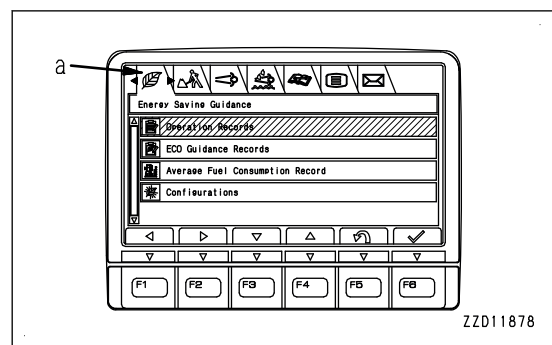 a
Energy Saving Guidance
Operation Records
ECO Guidance Records
Average Fuel Consumption Record
Configurations
F1 F2 F3 F4 F5 F6
ZZD11878